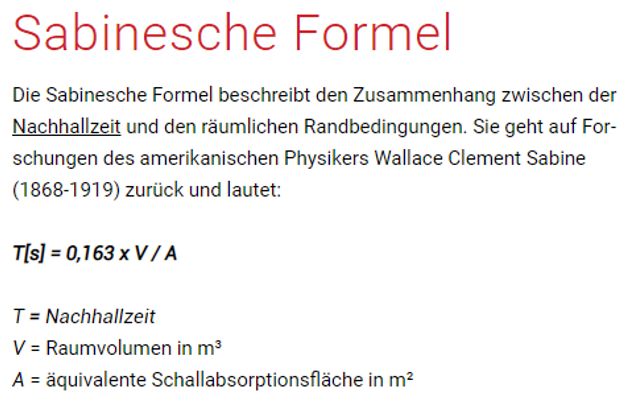 Sabinesche Formel
Die Sabinesche Formel beschreibt den Zusammenhang zwischen der
Nachhallzeit und den räumlichen Randbedingungen. Sie geht auf For-
schungen des amerikanischen Physikers Wallace Clement Sabine
(1868-1919) zurück und lautet:
T[s] = 0,163 x V / A
T = Nachhallzeit
V = Raumvolumen in m³
A = äquivalente Schallabsorptionsfläche in m²